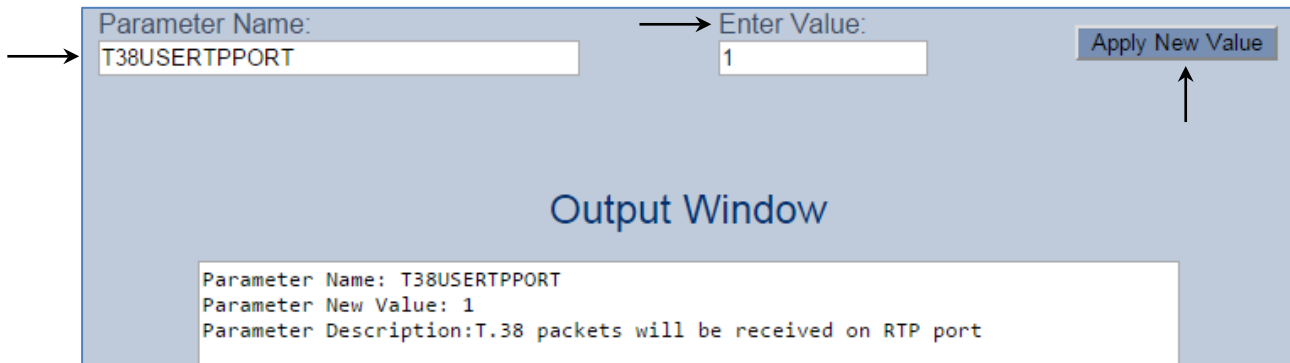 Parameter Name:
Enter Value:
T38USERTPPORT
1
Apply New Value
Output Window
Parameter Name: T38USERTPPORT
Parameter New Value: 1
Parameter Description:T.38 packets will be received on RTP port